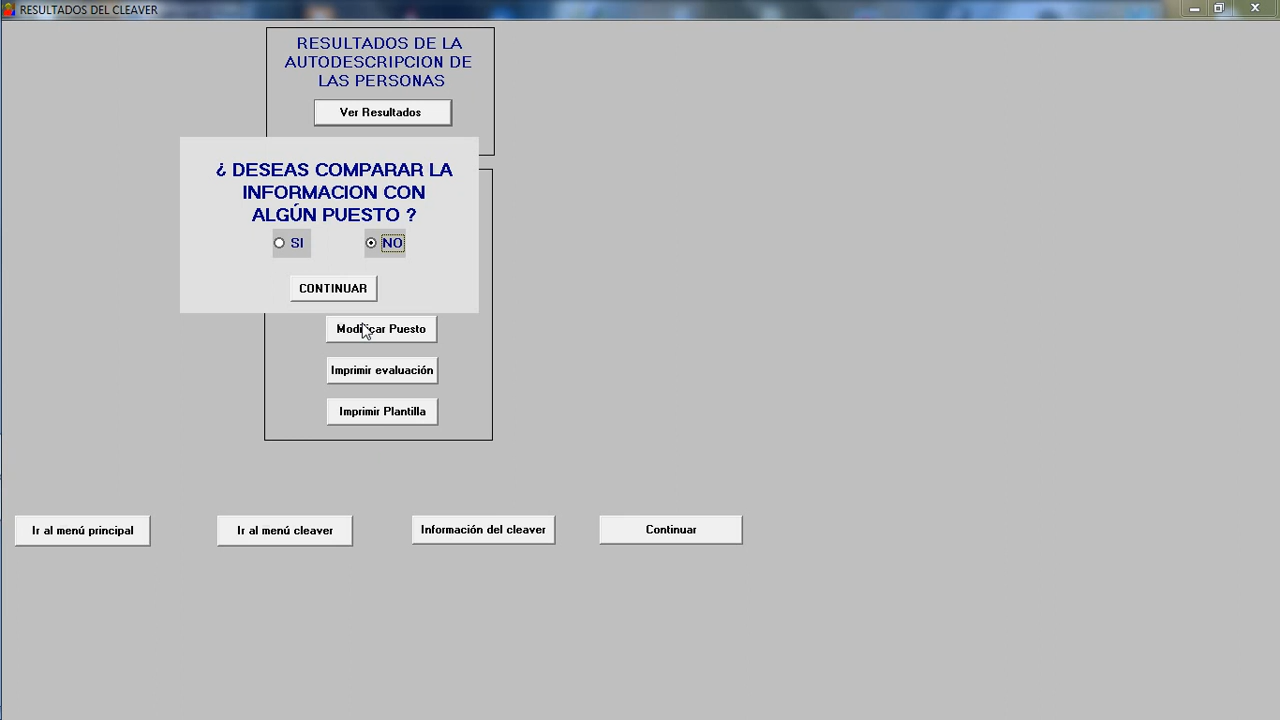 RESULTADOS DEL CLEAVER
RESULTADOS DE LA
AUTODESCRIPCION DE
LAS PERSONAS
Ver Resultados
¿ DESEAS COMPARAR LA
INFORMACION CON
ALGÚN PUESTO ?
SI NO
CONTINUAR
Modificar Puesto
Imprimir evaluación
Imprimir Plantilla
Ir al menú principal Ir al menú cleaver Información del cleaver Continuar